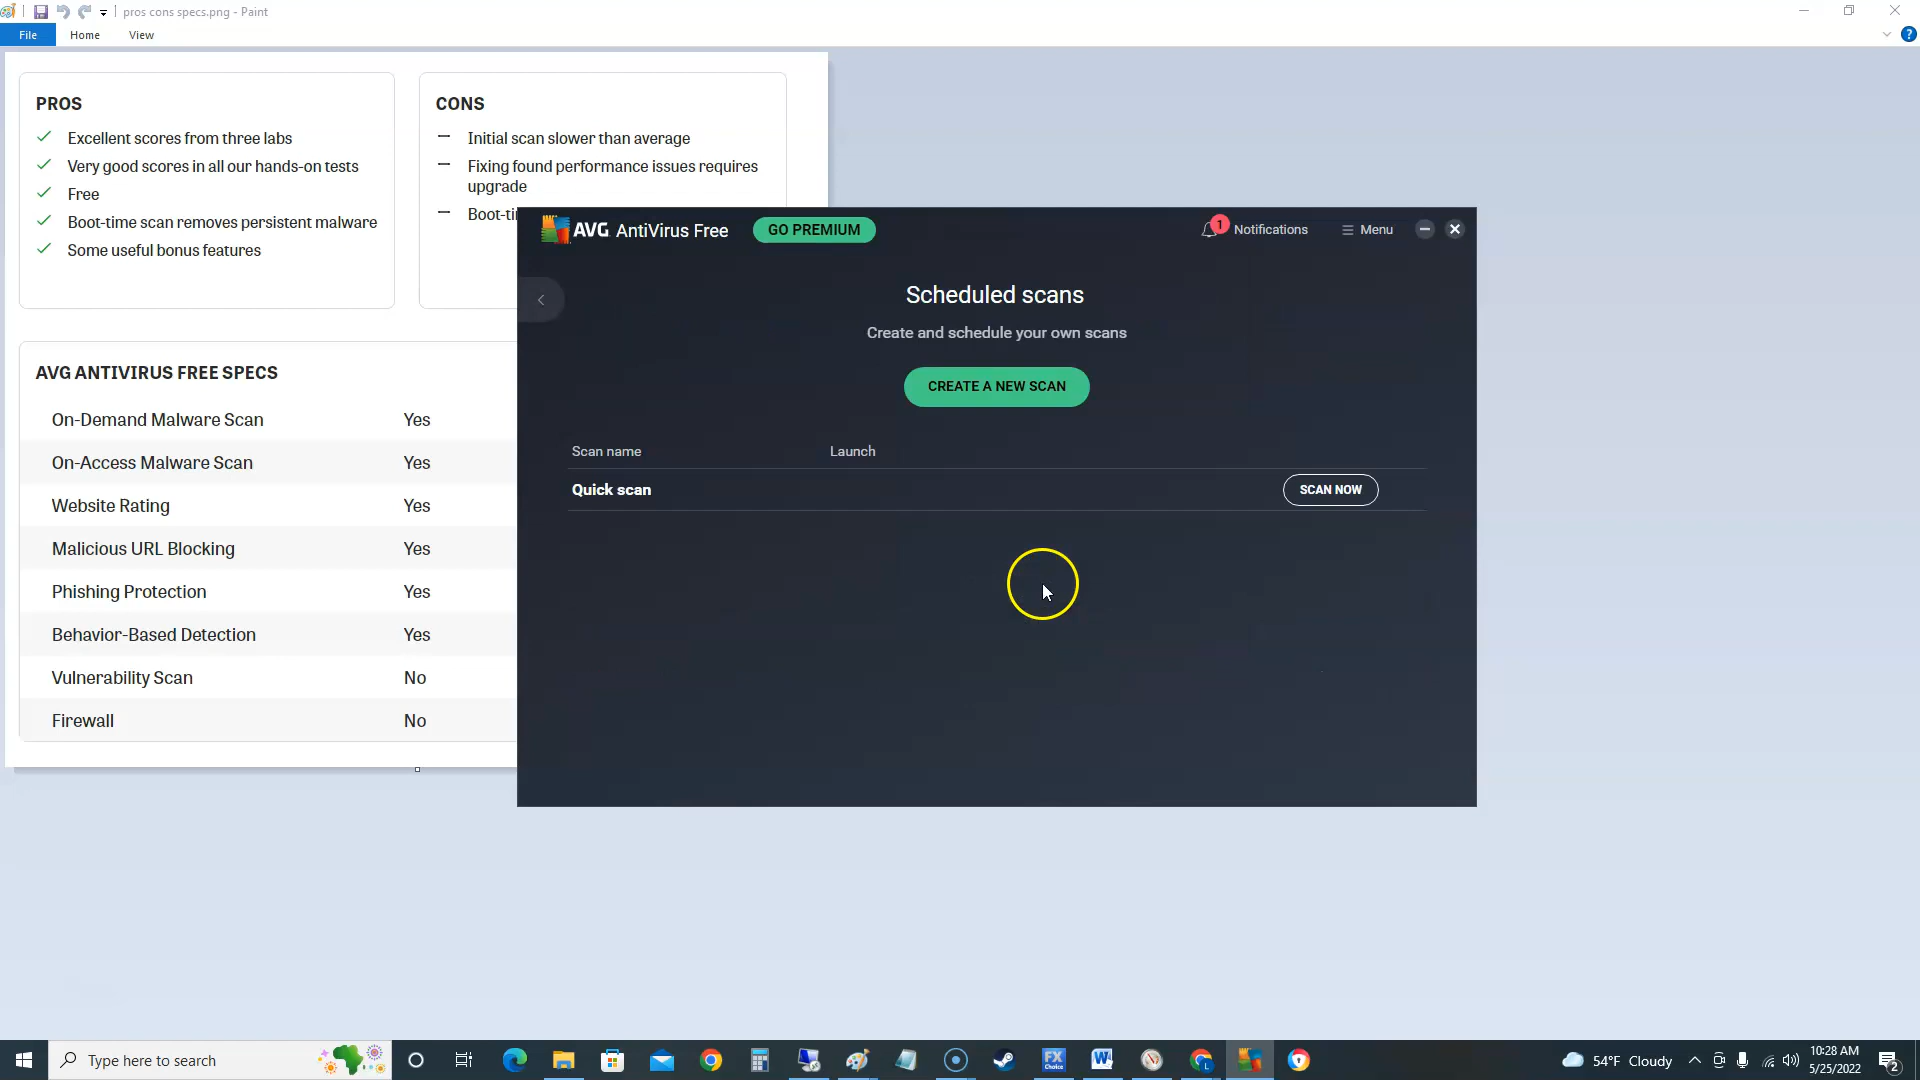 pros cons specs.png - Paint
File
Home
View
?
PROS
Excellent scores from three labs
Very good scores in all our hands-on tests
Free
Boot-time scan removes persistent malware
Some useful bonus features
CONS
Initial scan slower than average
Fixing found performance issues requires
upgrade
Boot-ti
AVG ANTIVIRUS FREE SPECS
On-Demand Malware Scan Yes
On-Access Malware Scan Yes
Website Rating Yes
Malicious URL Blocking Yes
Phishing Protection Yes
Behavior-Based Detection Yes
Vulnerability Scan No
Firewall No
AVG AntiVirus Free
GO PREMIUM
1
Notifications
Menu
Scheduled scans
Create and schedule your own scans
CREATE A NEW SCAN
Scan name Launch
Quick scan
SCAN NOW
Type here to search
FX
Choice
W
L
54°F Cloudy
10:28 AM
5/25/2022
2